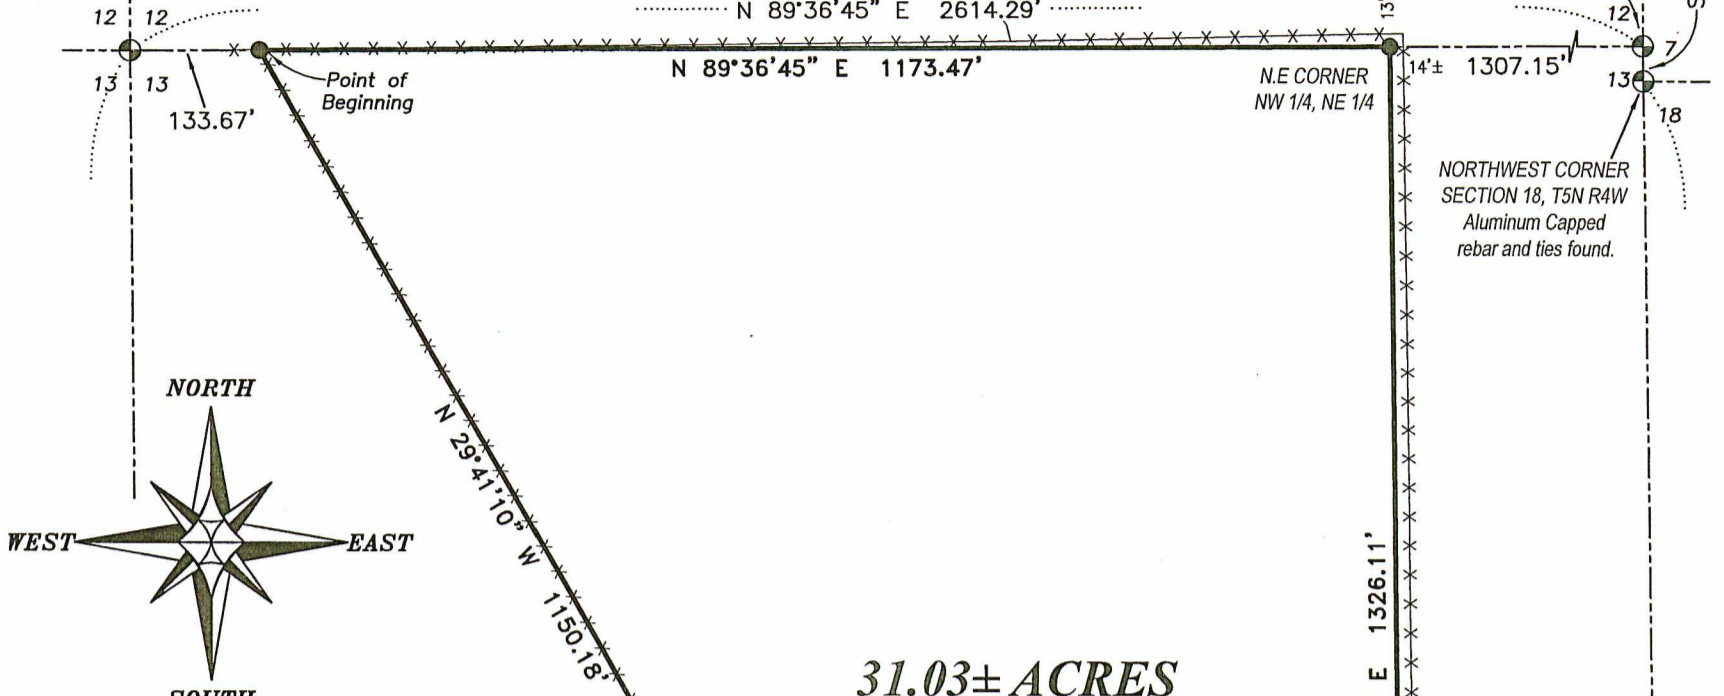 12 12
N 89°36'45" E 2614.29'
13'
12
7
13 13
Point of
Beginning
133.67'
N 89°36'45" E 1173.47'
N.E CORNER
NW 1/4, NE 1/4
14'± 1307.15'
13
18
NORTHWEST CORNER
SECTION 18, T5N R4W
Aluminum Capped
rebar and ties found.
NORTH
WEST
EAST
SOUTH
N 29°41'10" W 1150.18'
E 1326.11'
31.03± ACRES